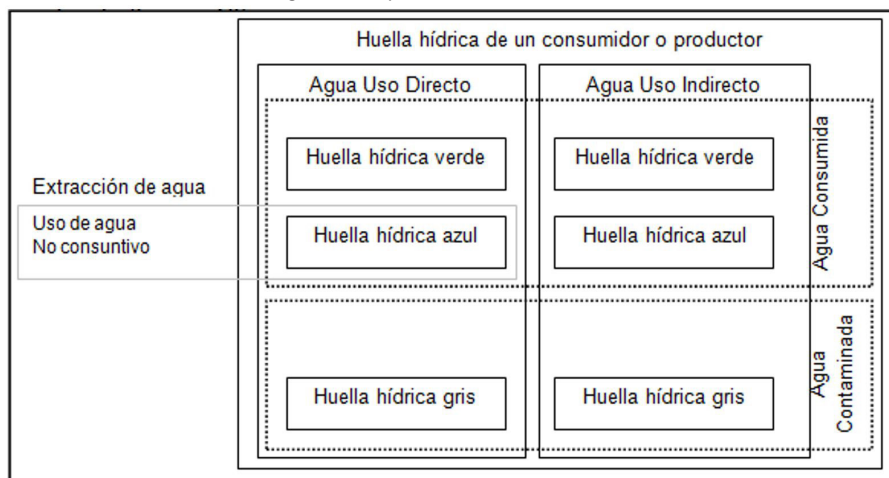 Huella hídrica de un consumidor o productor
Agua Uso Directo
Agua Uso Indirecto
Huella hídrica verde
Huella hídrica verde
Extracción de agua
Uso de agua
No consuntivo
Huella hídrica azul
Huella hídrica azul
Agua Consumida
Huella hídrica gris
Huella hídrica gris
Agua
Contaminada